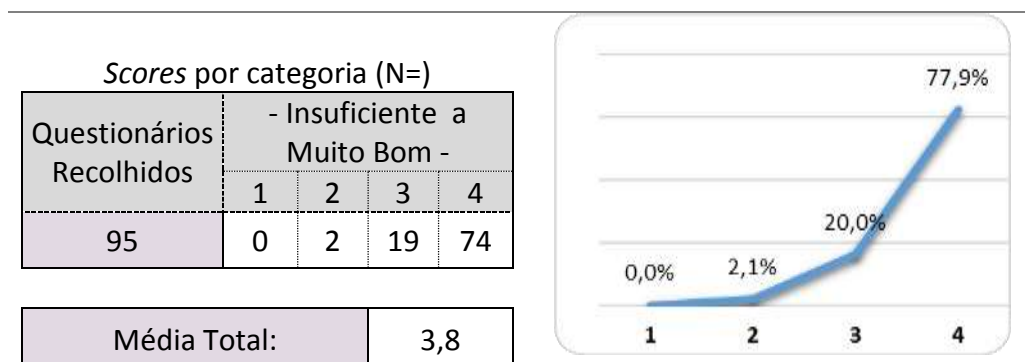 Scores por categoria (N=)
Questionários Recolhidos
- Insuficiente a
Muito Bom -
1 2 3 4
95 0 2 19 74
Média Total: 3,8
77,9%
20,0%
2,1%
0,0%
1 2 3 4